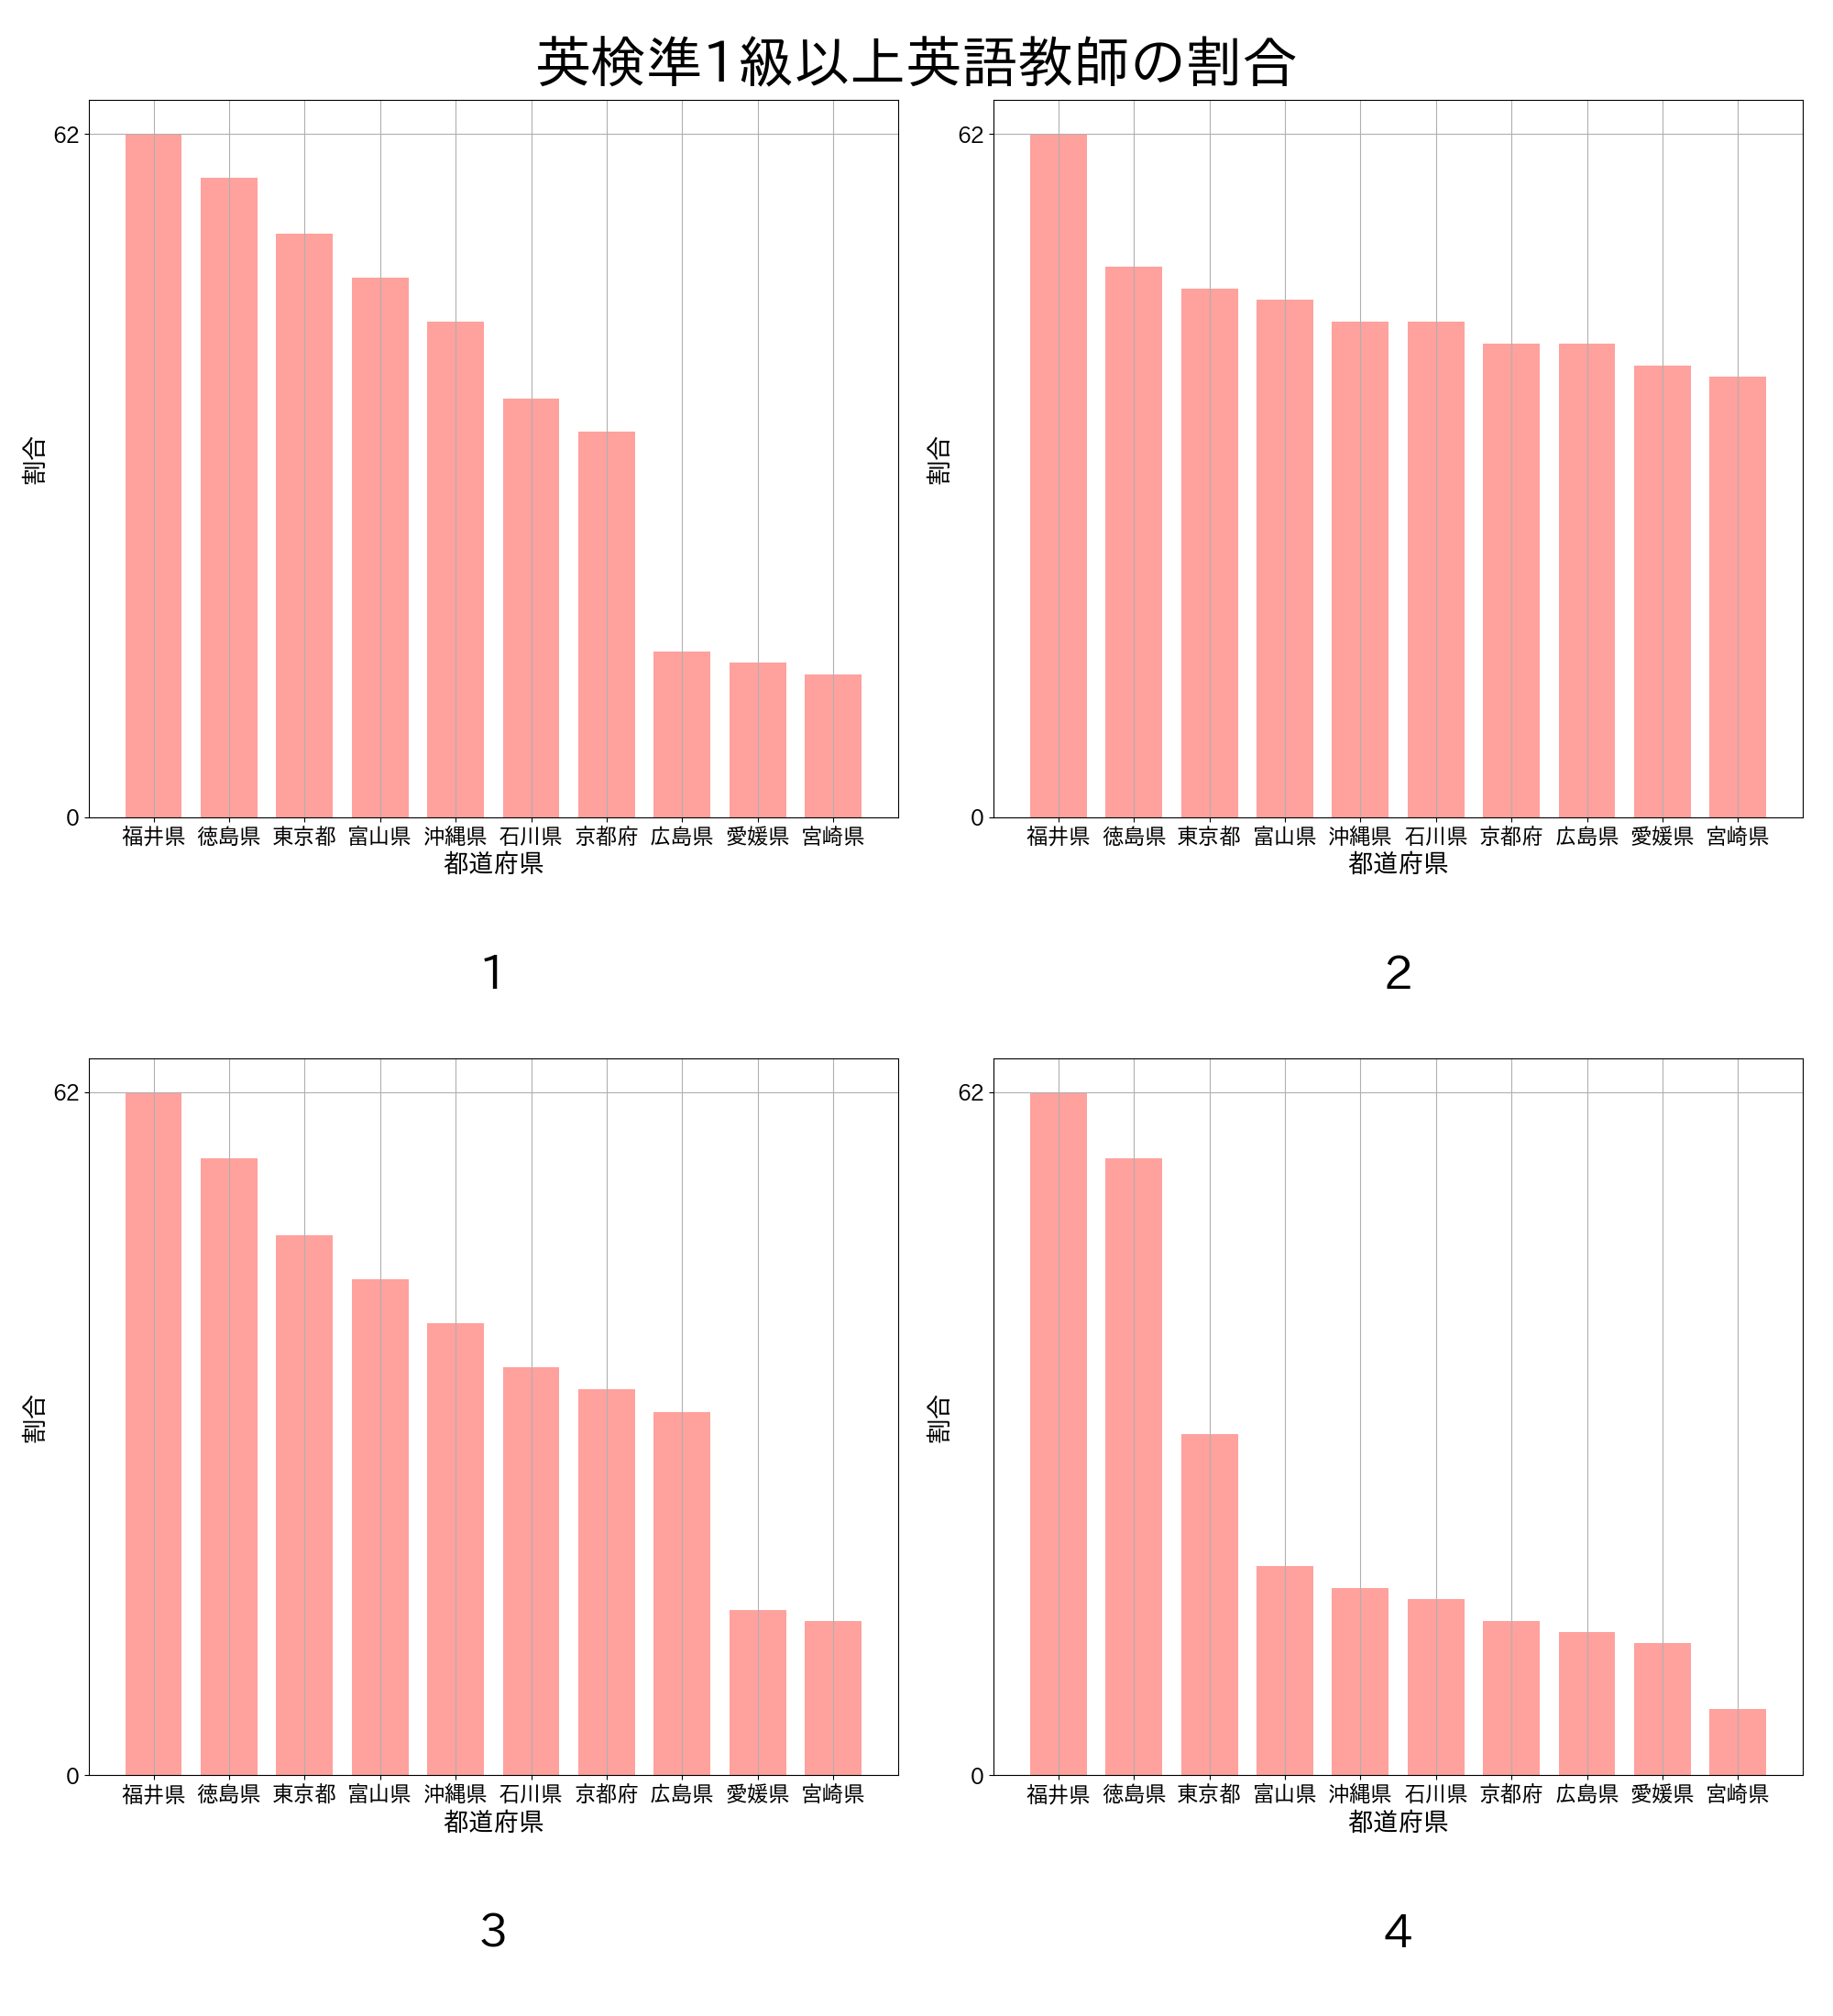 英検準1級以上英語教師の割合
62
0
割合
福井県 徳島県 東京都 富山県 沖縄県 石川県 京都府 広島県 愛媛県 宮崎県
都道府県
1
62
0
割合
福井県 徳島県 東京都 富山県 沖縄県 石川県 京都府 広島県 愛媛県 宮崎県
都道府県
2
62
0
割合
福井県 徳島県 東京都 富山県 沖縄県 石川県 京都府 広島県 愛媛県 宮崎県
都道府県
3
62
0
割合
福井県 徳島県 東京都 富山県 沖縄県 石川県 京都府 広島県 愛媛県 宮崎県
都道府県
4